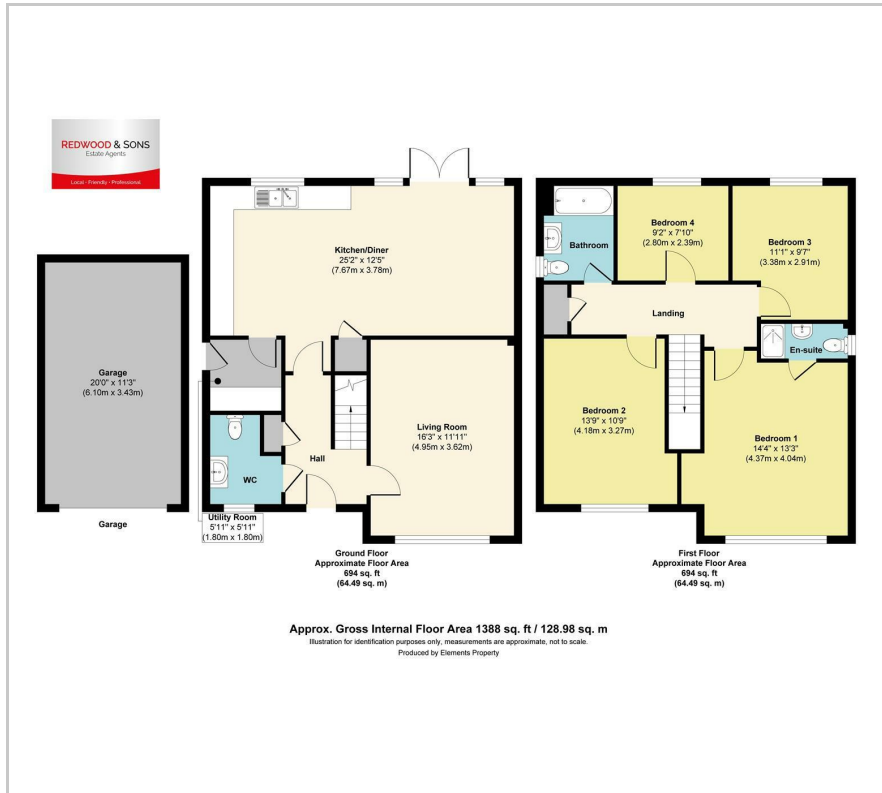 REDWOOD & SONS
Estate Agents
Local - Friendly - Professional
Kitchen/Diner
25'2" x 12'5"
(7.67m x 3.78m)
Garage
20'0" x 11'3"
(6.10m x 3.43m)
Garage
Living Room
16'3" x 11'11"
(4.95m x 3.62m)
Hall
WC
Utility Room
5'11" x 5'11"
(1.80m x 1.80m)
Ground Floor
Approximate Floor Area
694 sq. ft
(64.49 sq. m)
Bathroom
Bedroom 4
9'2" x 7'10"
(2.80m x 2.39m)
Bedroom 3
11'1" x 9'7"
(3.38m x 2.91m)
Landing
En-suite
Bedroom 2
13'9" x 10'9"
(4.18m x 3.27m)
Bedroom 1
14'4" x 13'3"
(4.37m x 4.04m)
First Floor
Approximate Floor Area
694 sq. ft
(64.49 sq. m)
Approx. Gross Internal Floor Area 1388 sq. ft / 128.98 sq. m
Illustration for identification purposes only, measurements are approximate, not to scale.
Produced by Elements Property